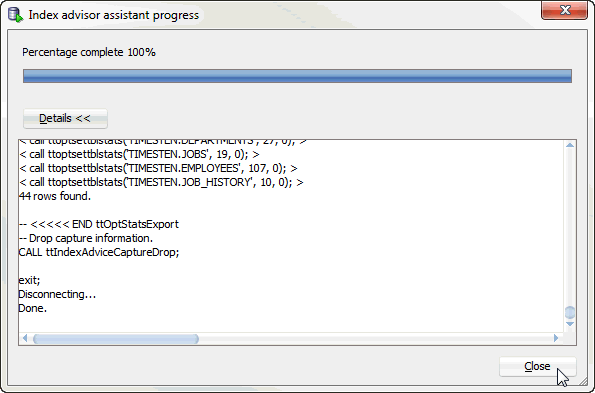 Index advisor assistant progress
Percentage complete 100%
Details <<
< call ttoptsettblstats('TIMESTEN.DEPARTMENTS', 27, 0); >
< call ttoptsettblstats('TIMESTEN.JOBS', 19, 0); >
< call ttoptsettblstats('TIMESTEN.EMPLOYEES', 107, 0); >
< call ttoptsettblstats('TIMESTEN.JOB_HISTORY', 10, 0); >
44 rows found.
-- <<<<< END ttOptStatsExport
-- Drop capture information.
CALL ttIndexAdviceCaptureDrop;
exit;
Disconnecting...
Done.
Close